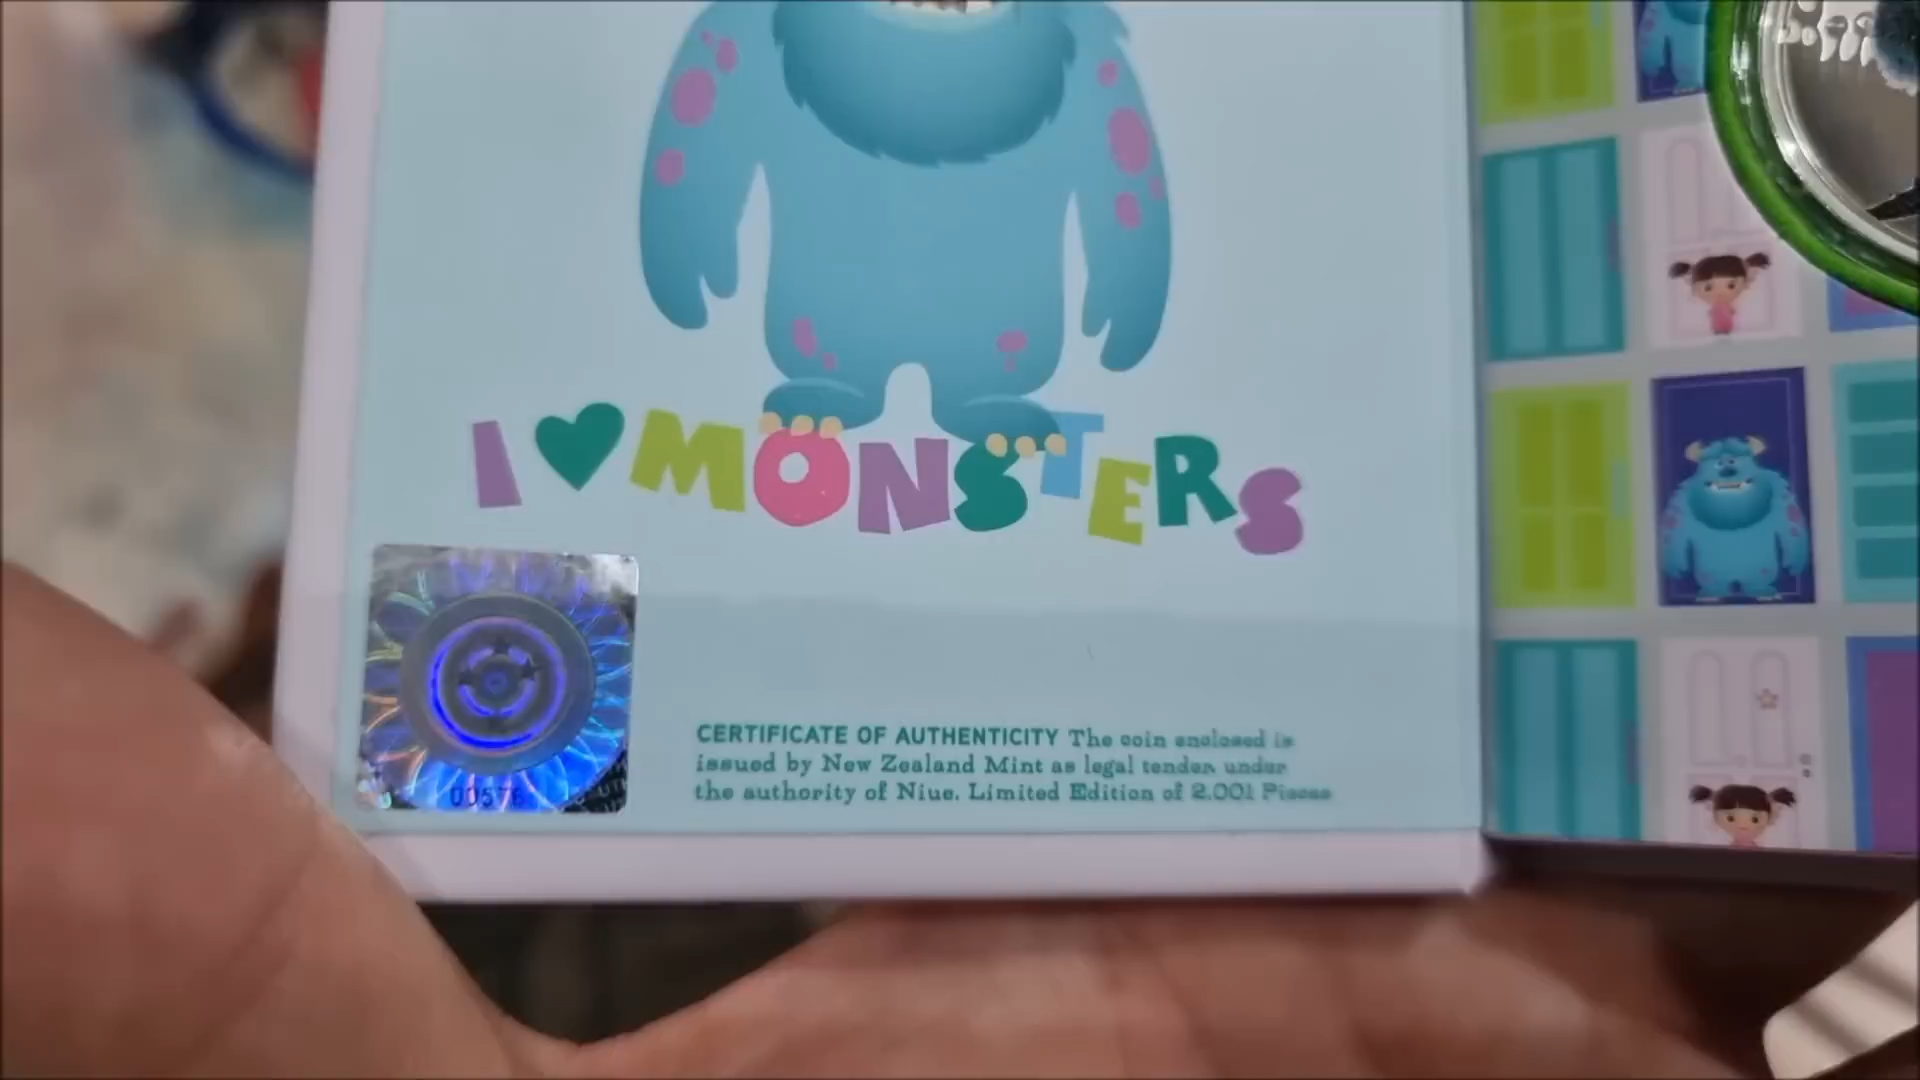 I ♥ MONSTERS
CERTIFICATE OF AUTHENTICITY The coin enclosed is
issued by New Zealand Mint as legal tender under
the authority of Niue. Limited Edition of 2.001 Pieces